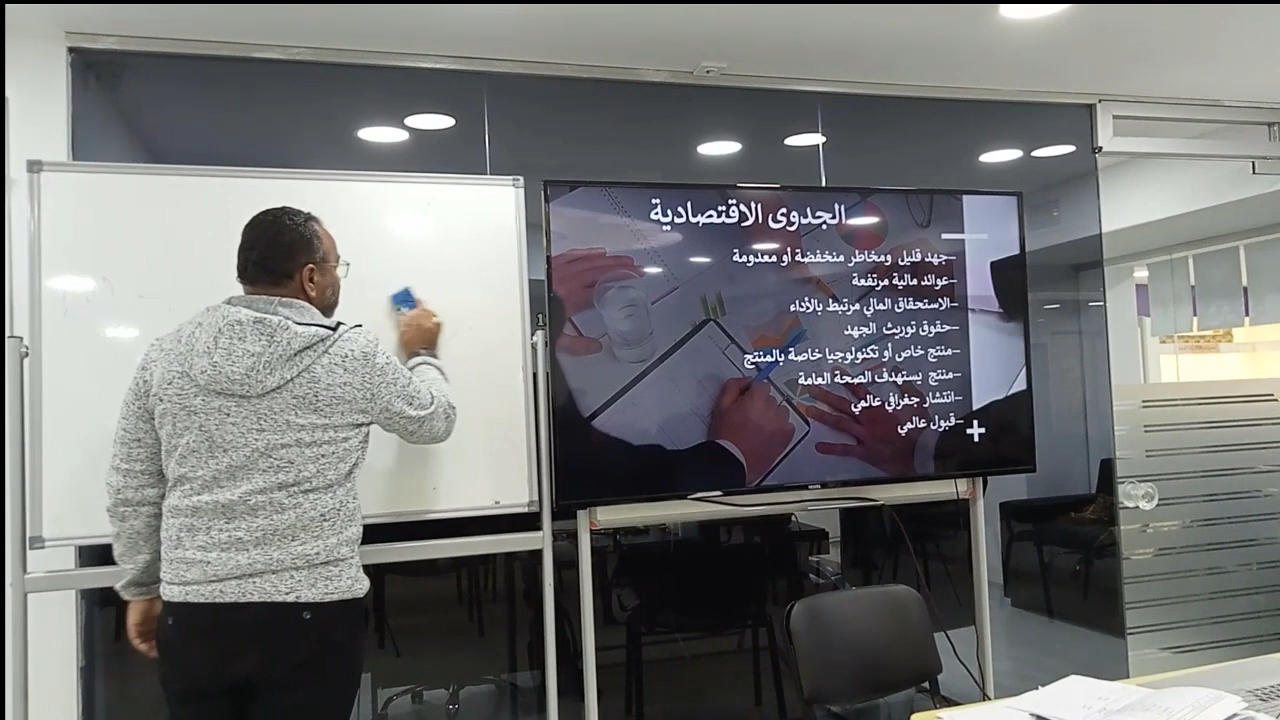 الجدوى الاقتصادية
–جهد قليل ومخاطر منخفضة أو معدومة
–عوائد مالية مرتفعة
–الاستحقاق المالي مرتبط بالأداء
–حقوق توريث الجهد
–منتج خاص أو تكنولوجيا خاصة بالمنتج
–منتج يستهدف الصحة العامة
–انتشار جغرافي عالمي
–قبول عالمي